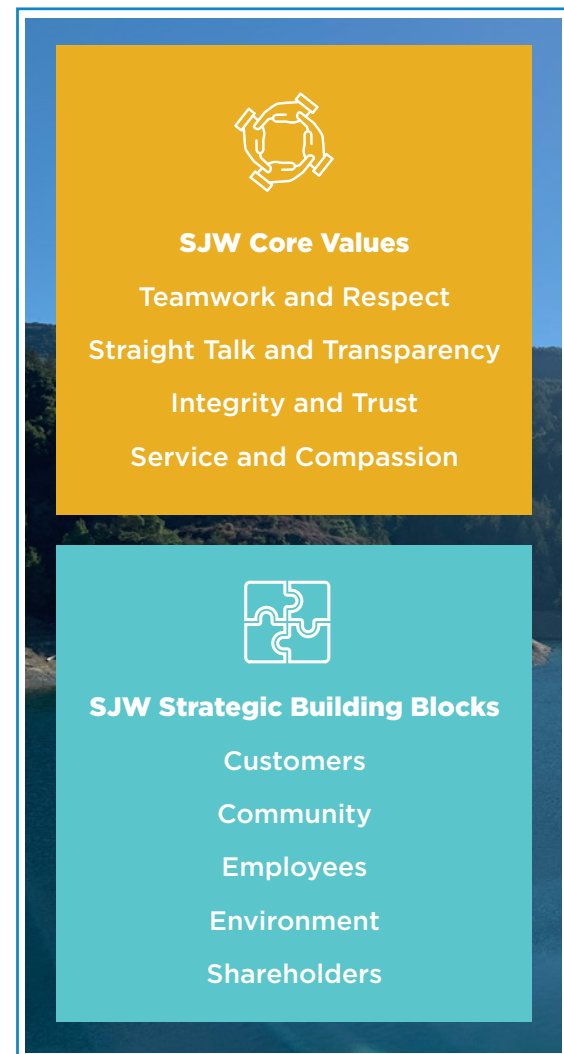 SJW Core Values
Teamwork and Respect
Straight Talk and Transparency
Integrity and Trust
Service and Compassion
SJW Strategic Building Blocks
Customers
Community
Employees
Environment
Shareholders